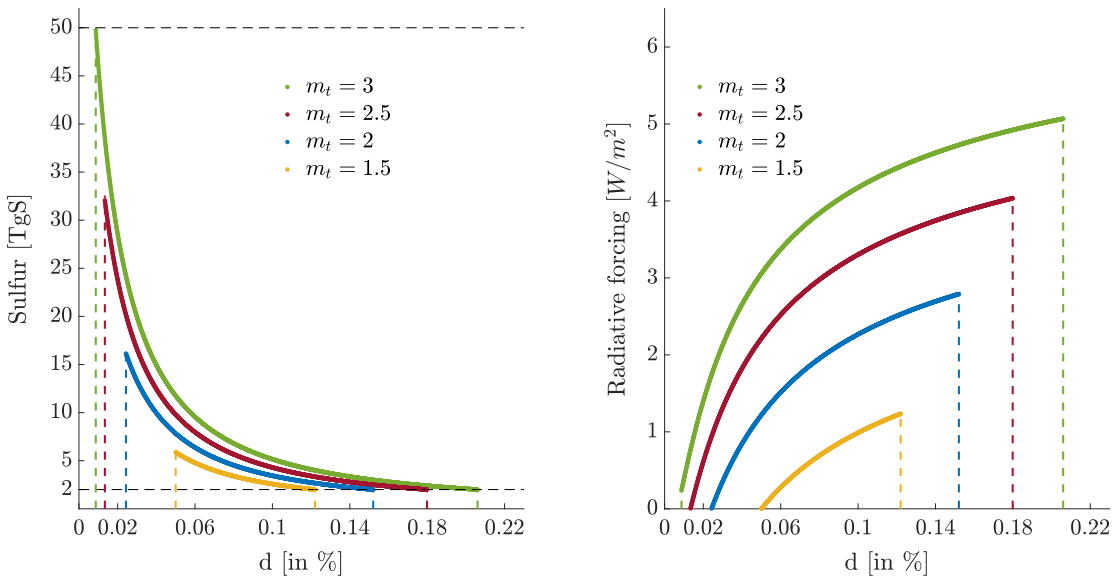 50
45
40
35
30
25
20
15
10
5
2
0
0.02
0.06
0.1
0.14
0.18
0.22
Sulfur [TgS]
d [in %]
m_t = 3
m_t = 2.5
m_t = 2
m_t = 1.5
6
5
4
3
2
1
0
0
0.02
0.06
0.1
0.14
0.18
0.22
Radiative forcing [W/m²]
d [in %]
m_t = 3
m_t = 2.5
m_t = 2
m_t = 1.5